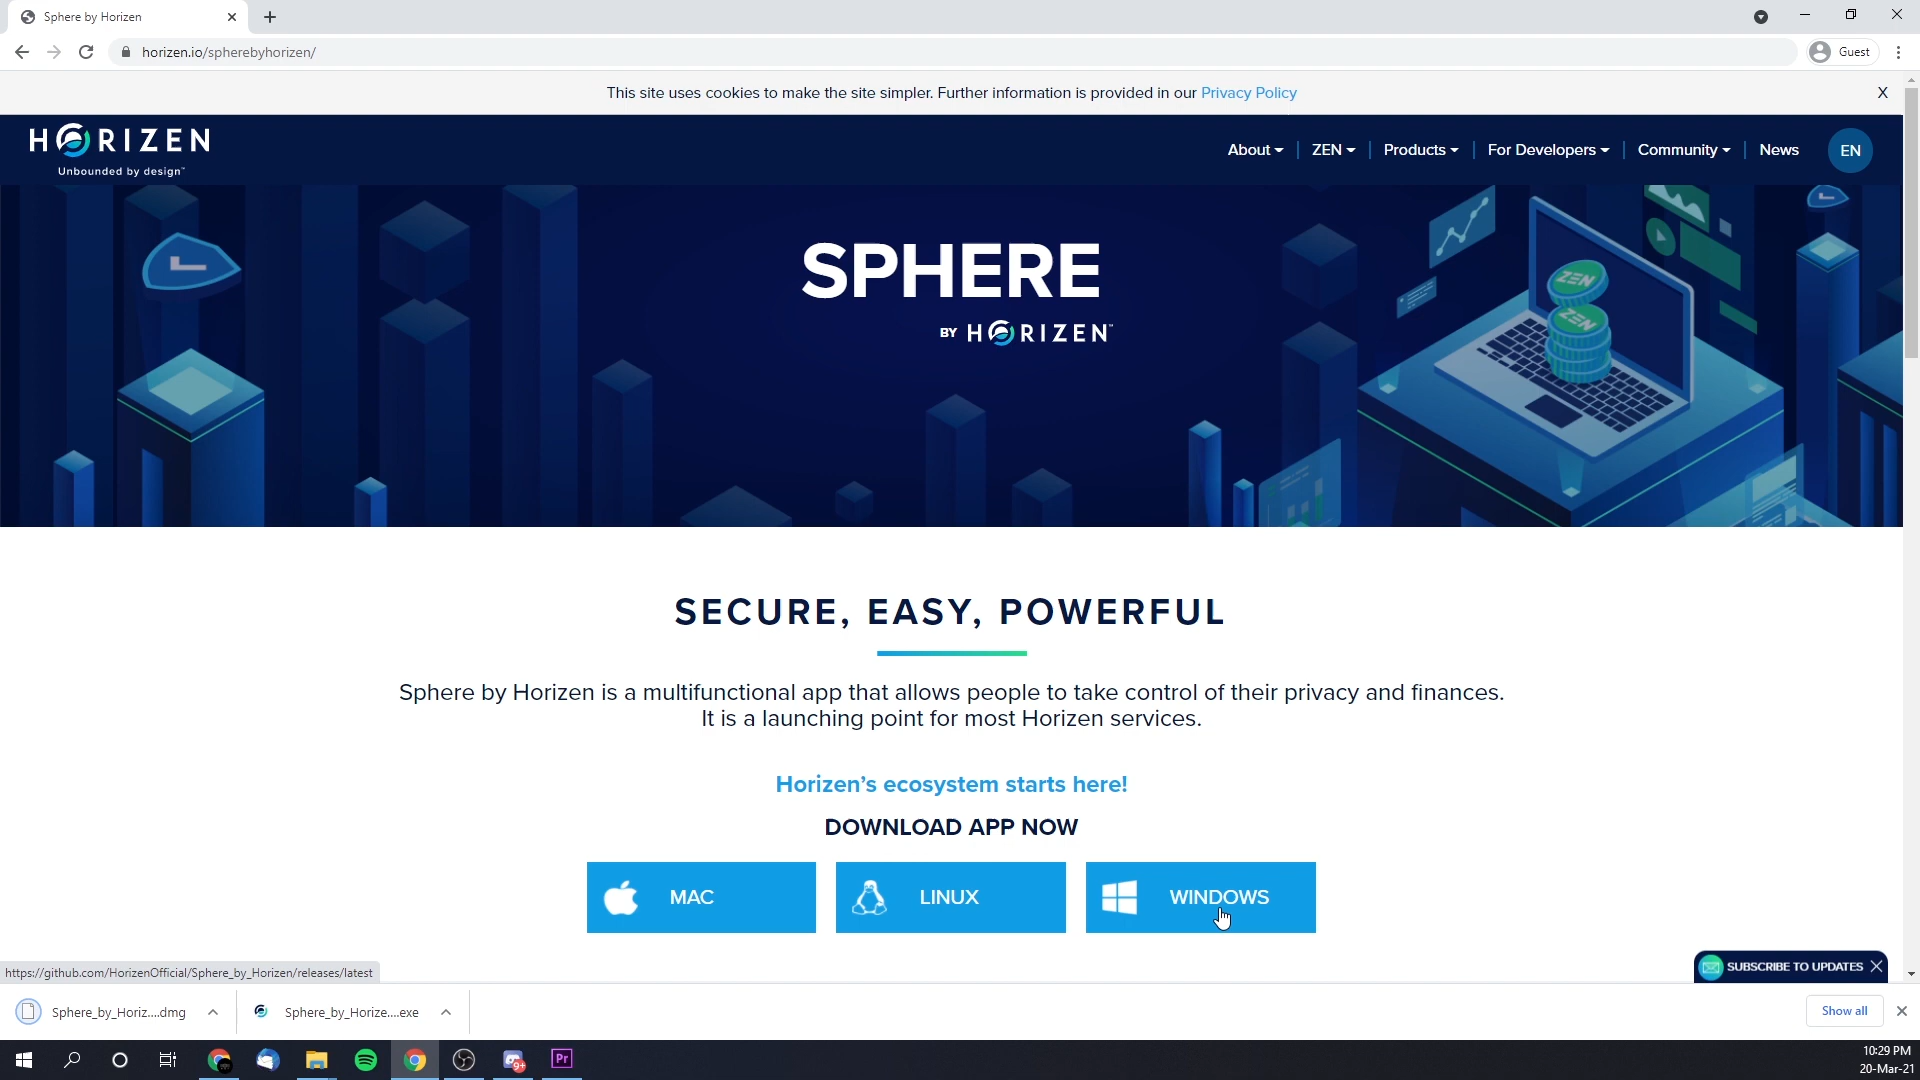 Sphere by Horizen
horizen.io/spherebyhorizen/
Guest
This site uses cookies to make the site simpler. Further information is provided in our Privacy Policy
X
HORIZEN
Unbounded by design™
About
ZEN
Products
For Developers
Community
News
EN
SPHERE
BY HORIZEN™
ZEN
ZEN
SECURE, EASY, POWERFUL
Sphere by Horizen is a multifunctional app that allows people to take control of their privacy and finances.
It is a launching point for most Horizen services.
Horizen's ecosystem starts here!
DOWNLOAD APP NOW
MAC
LINUX
WINDOWS
SUBSCRIBE TO UPDATES
https://github.com/HorizenOfficial/Sphere_by_Horizen/releases/latest
Sphere_by_Horiz....dmg
Sphere_by_Horize....exe
Show all
9+
Pr
10:29 PM
20-Mar-21